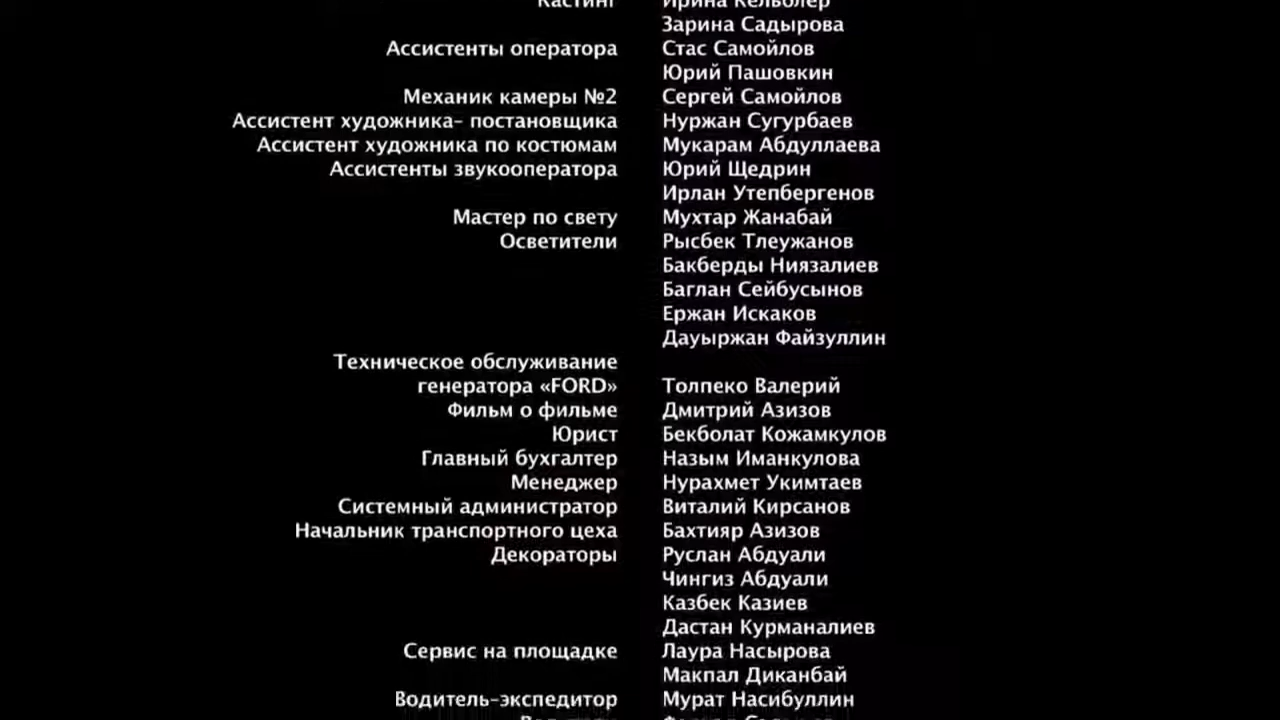 Кастинг Ирина Кельблер
Зарина Садырова
Ассистенты оператора Стас Самойлов
Юрий Пашовкин
Механик камеры №2 Сергей Самойлов
Ассистент художника- постановщика Нуржан Сугурбаев
Ассистент художника по костюмам Мукарам Абдуллаева
Ассистенты звукооператора Юрий Щедрин
Ирлан Утепбергенов
Мастер по свету Мухтар Жанабай
Осветители Рысбек Тлеужанов
Бакберды Ниязалиев
Баглан Сейбусынов
Ержан Искаков
Дауыржан Файзуллин
Техническое обслуживание
генератора «FORD» Толпеко Валерий
Фильм о фильме Дмитрий Азизов
Юрист Бекболат Кожамкулов
Главный бухгалтер Назым Иманкулова
Менеджер Нурахмет Укимтаев
Системный администратор Виталий Кирсанов
Начальник транспортного цеха Бахтияр Азизов
Декораторы Руслан Абдуали
Чингиз Абдуали
Казбек Казиев
Дастан Курманалиев
Сервис на площадке Лаура Насырова
Макпал Диканбай
Водитель-экспедитор Мурат Насибуллин